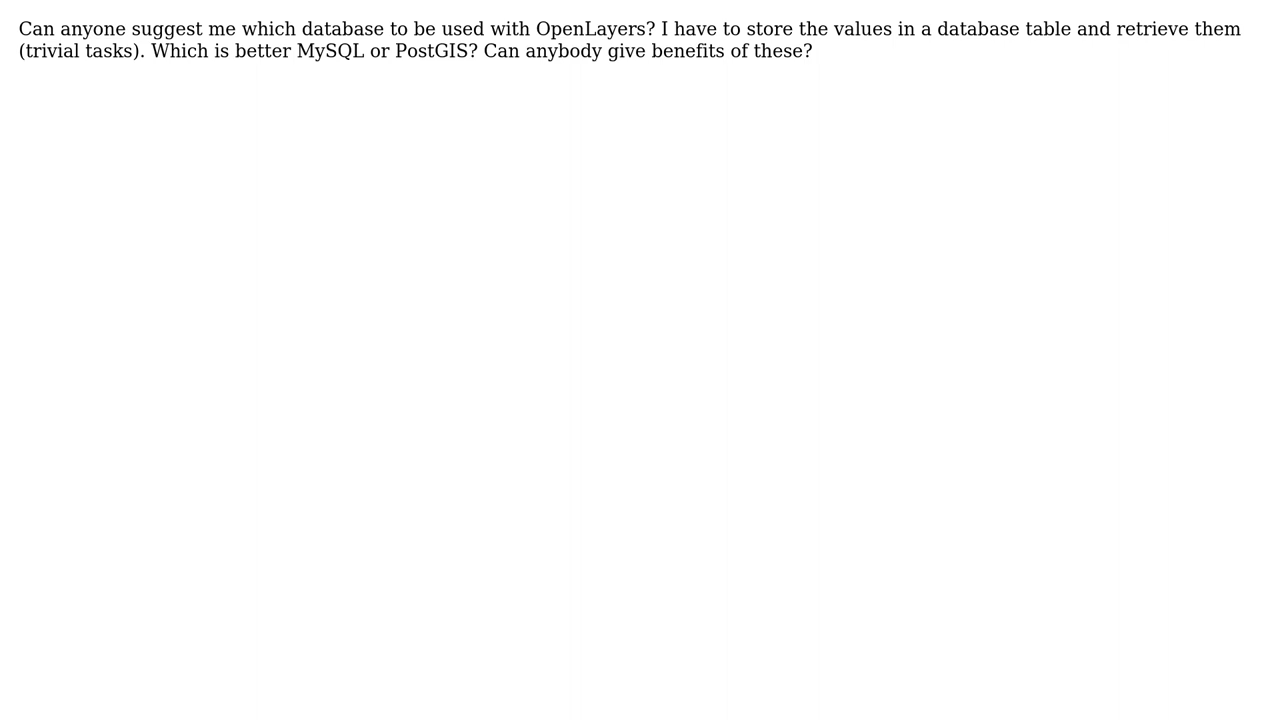 Can anyone suggest me which database to be used with OpenLayers? I have to store the values in a database table and retrieve them
(trivial tasks). Which is better MySQL or PostGIS? Can anybody give benefits of these?